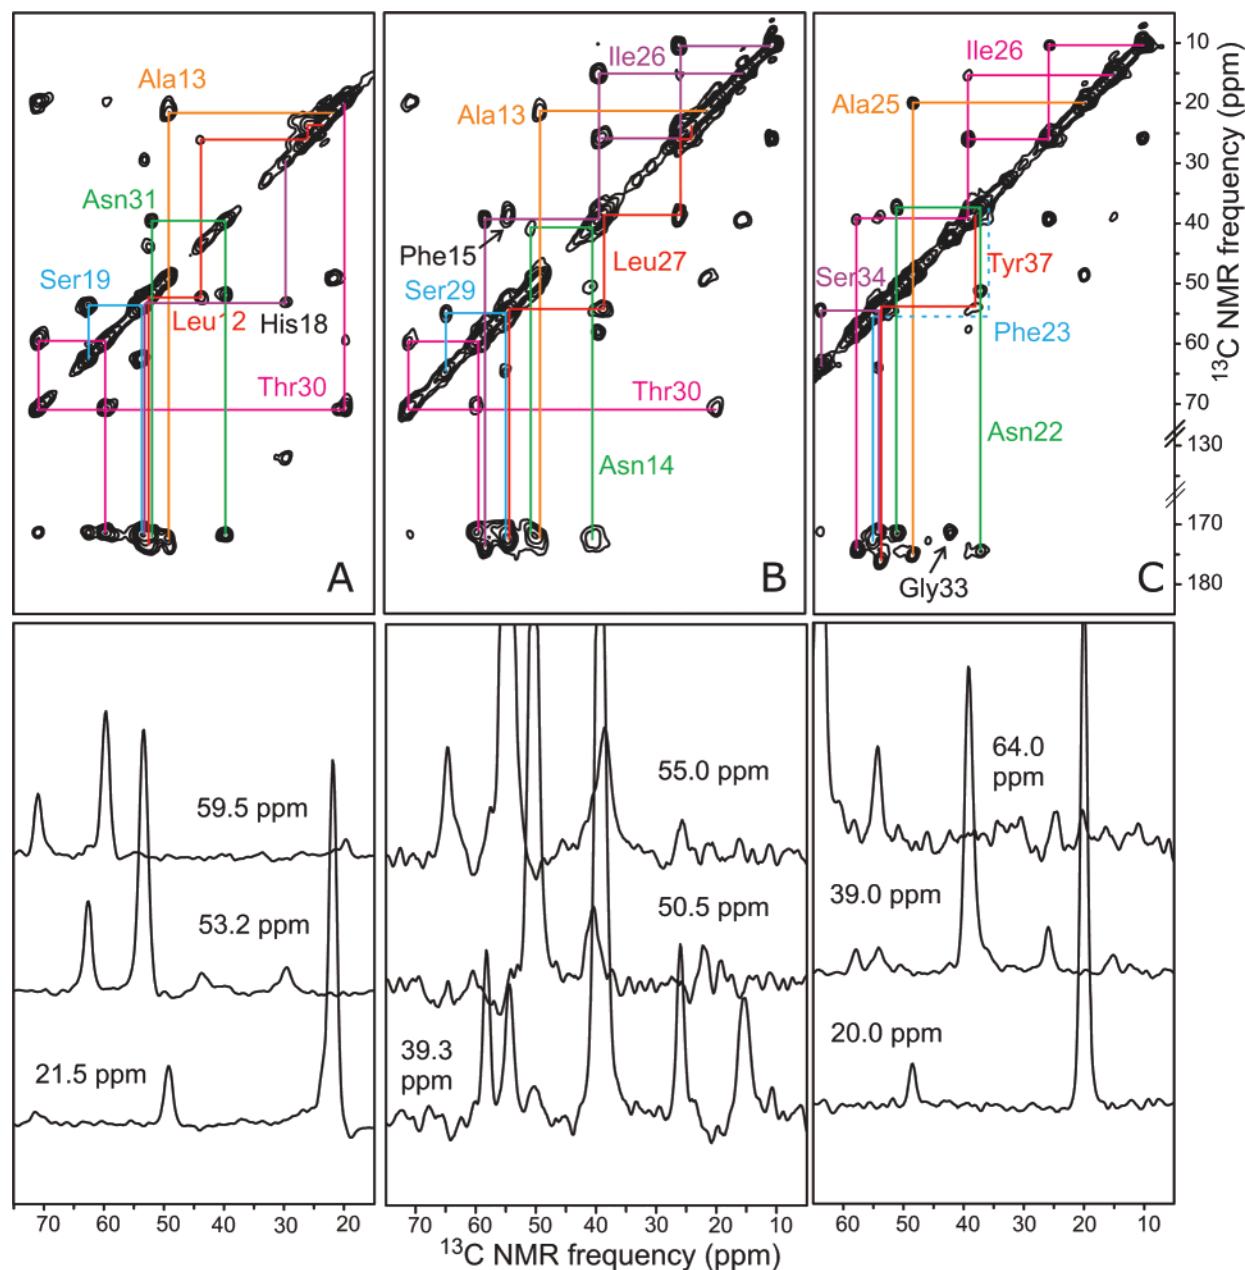 Ala13
Asn31
Ser19
Leu12
His18
Thr30
A
Ile26
Ala13
Phe15
Leu27
Ser29
Thr30
Asn14
B
Ile26
Ala25
Ser34
Tyr37
Phe23
Asn22
Gly33
C
10
20
30
40
50
60
70
130
170
180
13C NMR frequency (ppm)
59.5 ppm
53.2 ppm
21.5 ppm
55.0 ppm
50.5 ppm
39.3
ppm
64.0
ppm
39.0 ppm
20.0 ppm
70 60 50 40 30 20
70 60 50 40 30 20 10
60 50 40 30 20 10
13C NMR frequency (ppm)